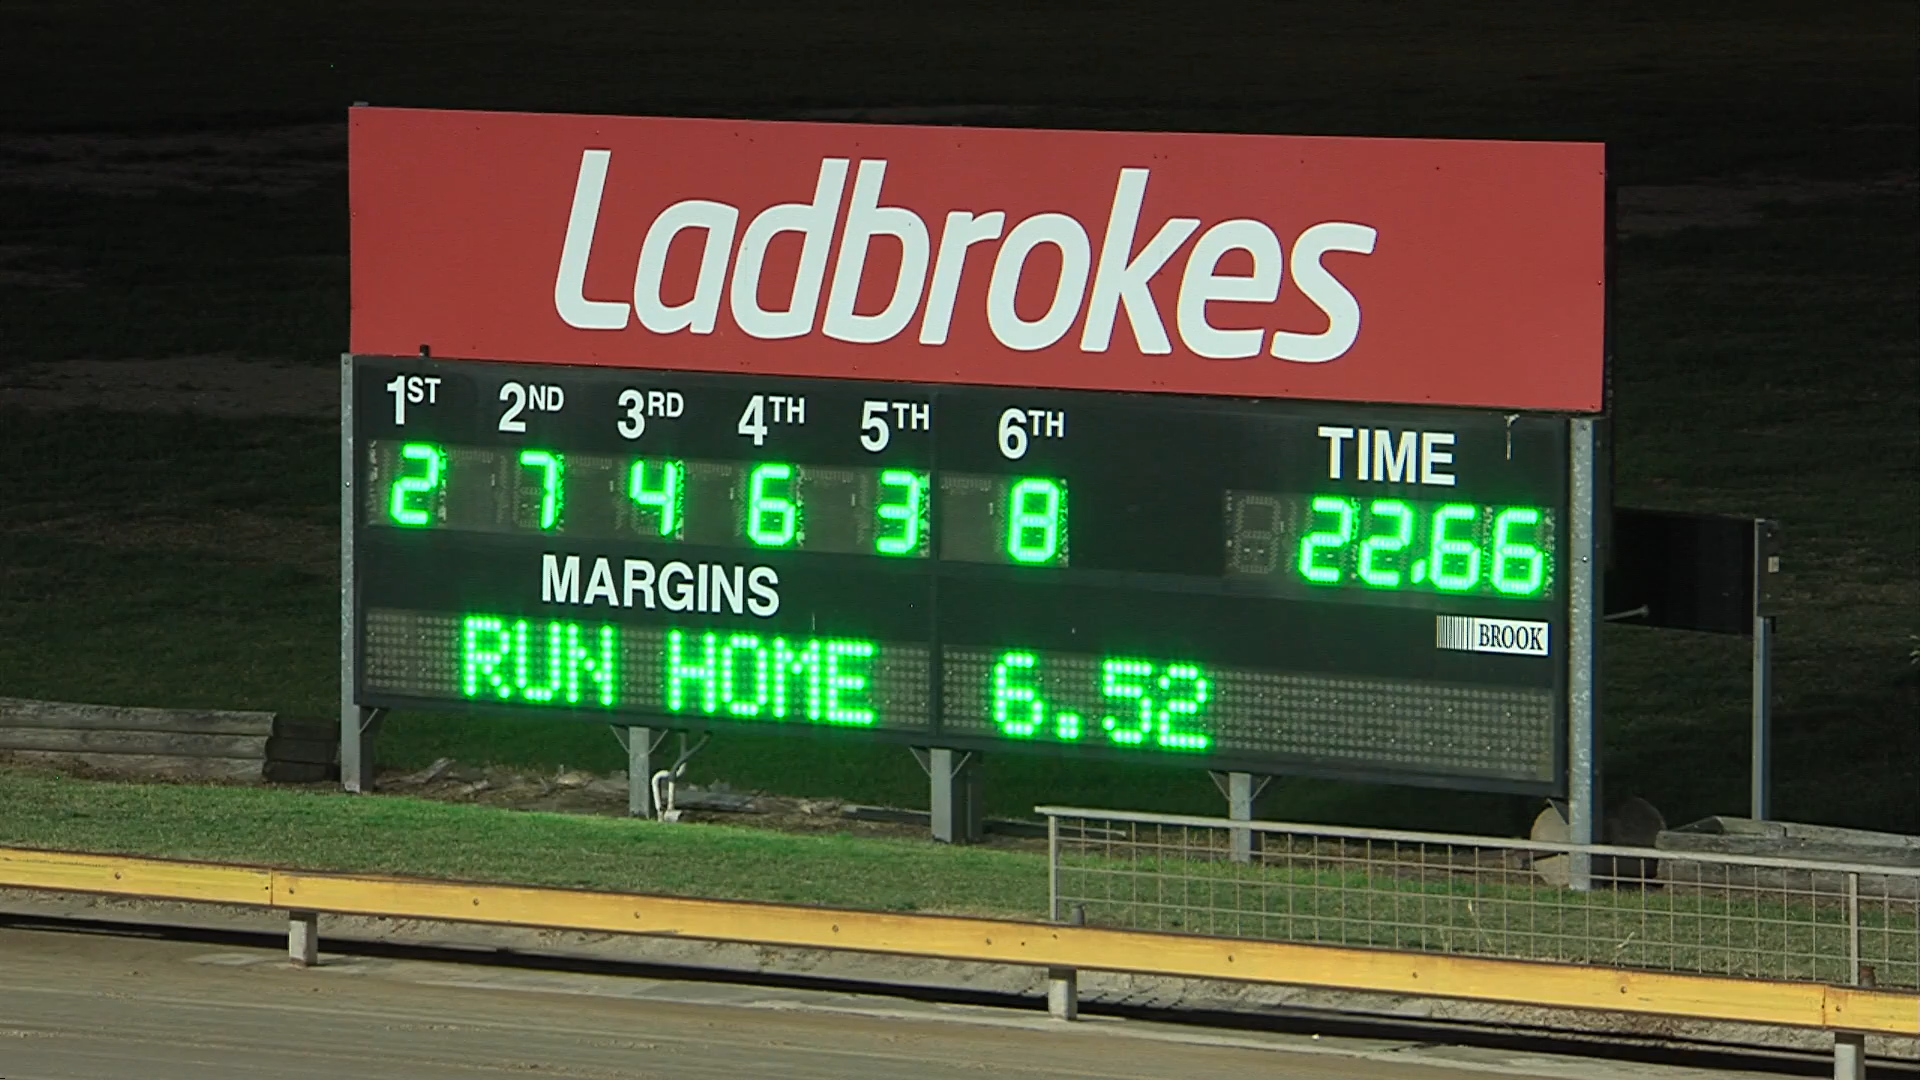 Ladbrokes
1ST 2ND 3RD 4TH 5TH 6TH TIME
2 7 4 6 3 8 22.66
MARGINS
BROOK
RUN HOME 6.52